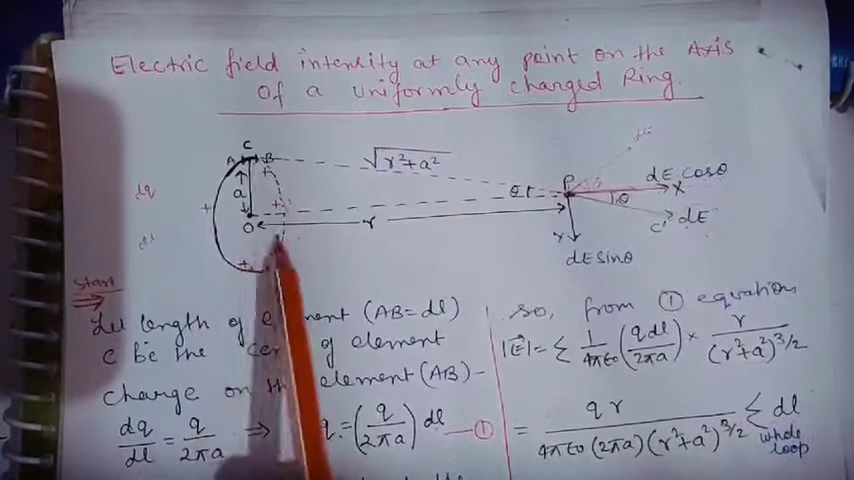 Electric field intensity at any point on the Axis
Of a uniformly charged Ring.
C
A B
√r²+a²
dq
a
+
+
+
θ
P
dE cosθ
X
θ
dE
C'
O
r
Y
dE sinθ
dl
+
Start
Let length of element (AB=dl)
C be the of element
charge on the element (AB) -
dq/dl = q/2πa ⇒ q = (q/2πa) dl —①
so, from ① equation
|E⃗| = Σ 1/4πε0 (q dl/2πa) × r/(r²+a²)^3/2
= q r/4πε0 (2πa) (r²+a²)^3/2 Σ dl
whole
loop